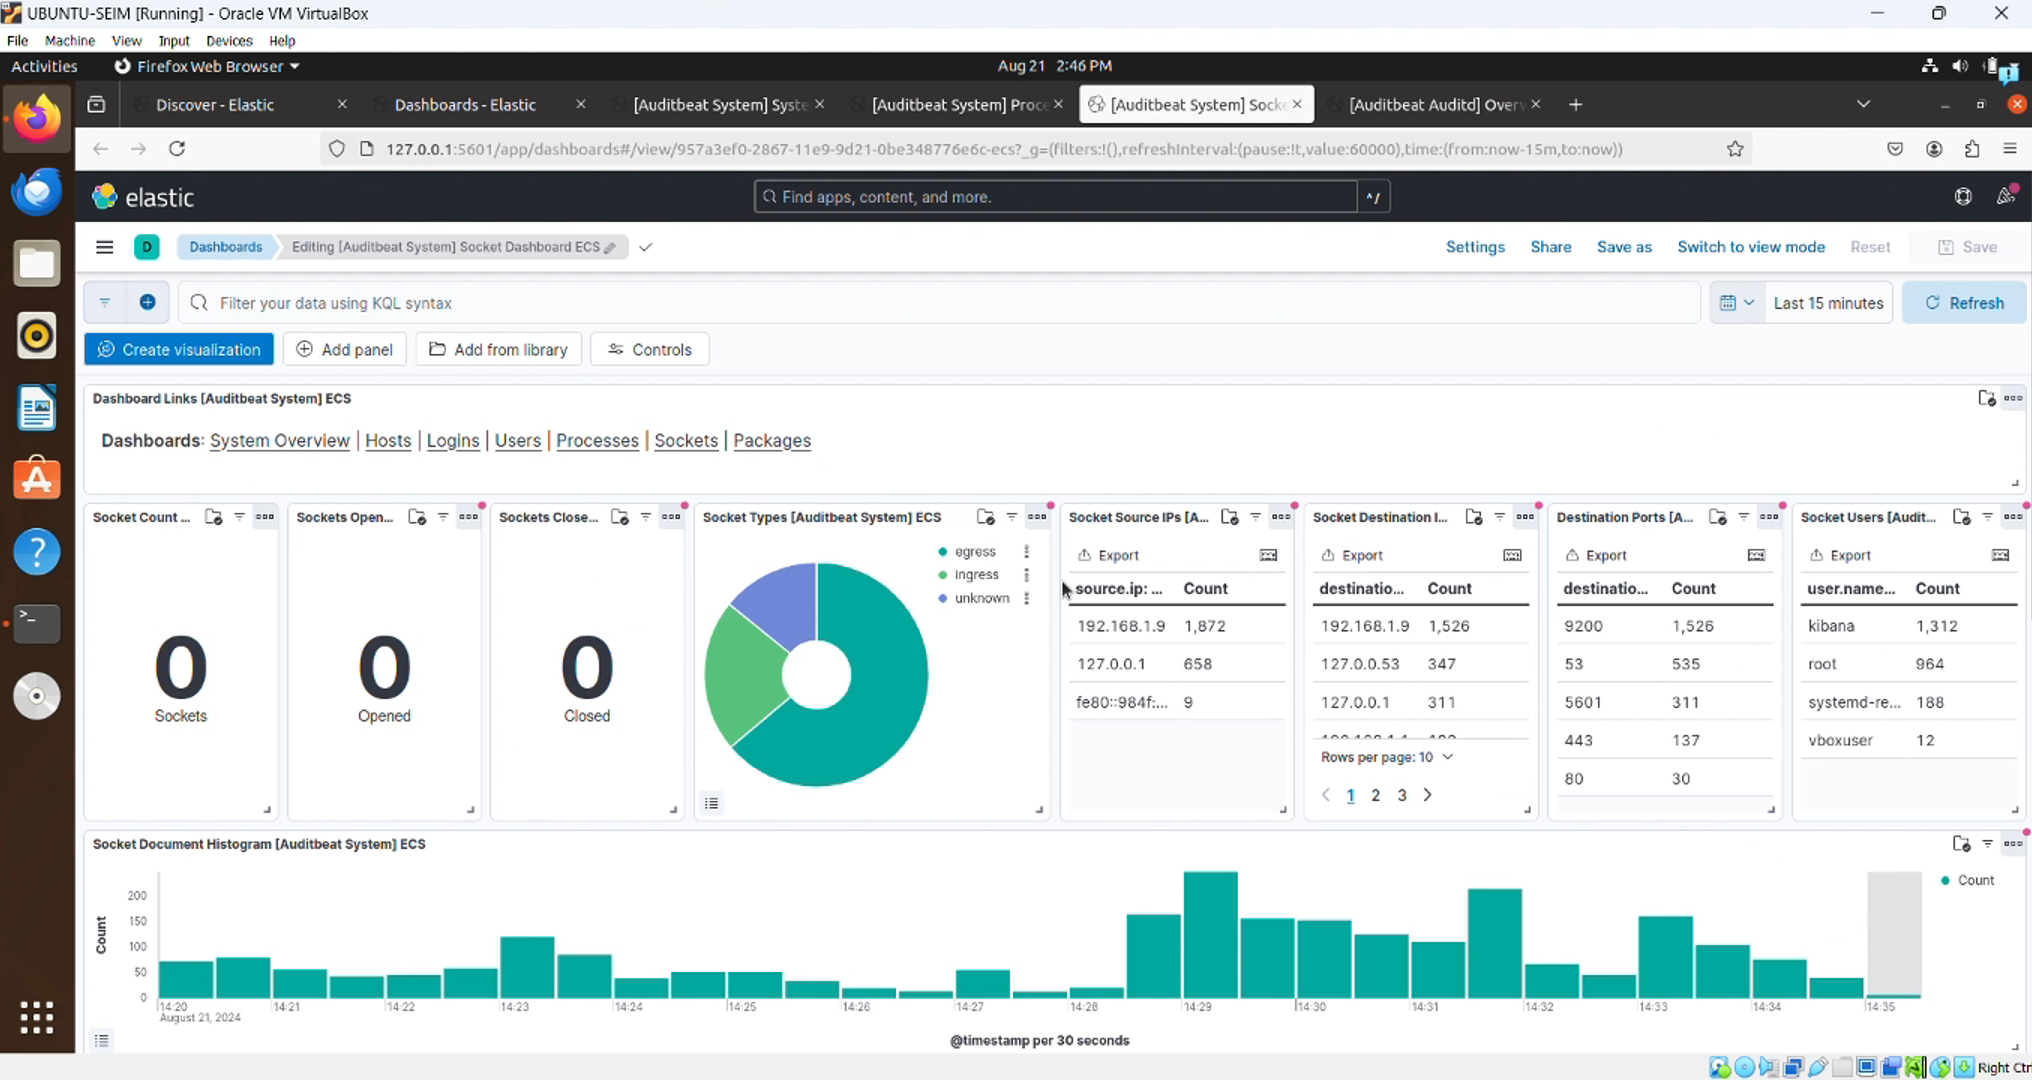 UBUNTU-SEIM [Running] - Oracle VM VirtualBox
File Machine View Input Devices Help
Activities Firefox Web Browser Aug 21 2:46 PM
Discover - Elastic × Dashboards - Elastic × [Auditbeat System] Syste × [Auditbeat System] Proce × [Auditbeat System] Socke × [Auditbeat Auditd] Overv ×
127.0.0.1:5601/app/dashboards#/view/957a3ef0-2867-11e9-9d21-0be348776e6c-ecs?_g=(filters:!(),refreshInterval:(pause:!t,value:60000),time:(from:now-15m,to:now))
elastic Find apps, content, and more. ^/
D Dashboards Editing [Auditbeat System] Socket Dashboard ECS Settings Share Save as Switch to view mode Reset Save
Filter your data using KQL syntax Last 15 minutes Refresh
Create visualization Add panel Add from library Controls
Dashboard Links [Auditbeat System] ECS
Dashboards: System Overview | Hosts | Logins | Users | Processes | Sockets | Packages
Socket Count ...
0
Sockets
Sockets Open...
0
Opened
Sockets Close...
0
Closed
Socket Types [Auditbeat System] ECS
egress
ingress
unknown
Socket Source IPs [A...
Export
source.ip: ... Count
192.168.1.9 1,872
127.0.0.1 658
fe80::984f:... 9
Socket Destination I...
Export
destinatio... Count
192.168.1.9 1,526
127.0.0.53 347
127.0.0.1 311
Rows per page: 10
1 2 3
Destination Ports [A...
Export
destinatio... Count
9200 1,526
53 535
5601 311
443 137
80 30
Socket Users [Audit...
Export
user.name... Count
kibana 1,312
root 964
systemd-re... 188
vboxuser 12
Socket Document Histogram [Auditbeat System] ECS
Count
Count
200
150
100
50
0
14:20 14:21 14:22 14:23 14:24 14:25 14:26 14:27 14:28 14:29 14:30 14:31 14:32 14:33 14:34 14:35
August 21, 2024
@timestamp per 30 seconds
Right Ctr